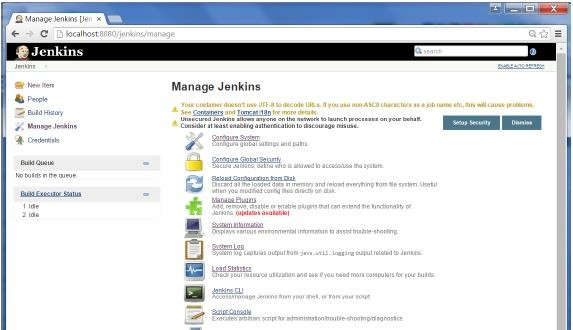 Manage Jenkins [Jen
localhost:8080/jenkins/manage
Jenkins
search
Jenkins
ENABLE AUTO REFRESH
New Item
People
Build History
Manage Jenkins
Credentials
Build Queue
No builds in the queue.
Build Executor Status
1 Idle
2 Idle
Manage Jenkins
Your container doesn't use UTF-8 to decode URLs. If you use non-ASCII characters as a job name etc, this will cause problems.
See Containers and Tomcat i18n for more details.
Unsecured Jenkins allows anyone on the network to launch processes on your behalf.
Consider at least enabling authentication to discourage misuse.
Setup Security
Dismiss
Configure System
Configure global settings and paths.
Configure Global Security
Secure Jenkins; define who is allowed to access/use the system.
Reload Configuration from Disk
Discard all the loaded data in memory and reload everything from file system. Useful
when you modified config files directly on disk.
Manage Plugins
Add, remove, disable or enable plugins that can extend the functionality of
Jenkins. (updates available)
System Information
Displays various environmental information to assist trouble-shooting.
System Log
System log captures output from java.util.logging output related to Jenkins.
Load Statistics
Check your resource utilization and see if you need more computers for your builds.
Jenkins CLI
Access/manage Jenkins from your shell, or from your script.
Script Console
Executes arbitrary script for administration/trouble-shooting/diagnostics.